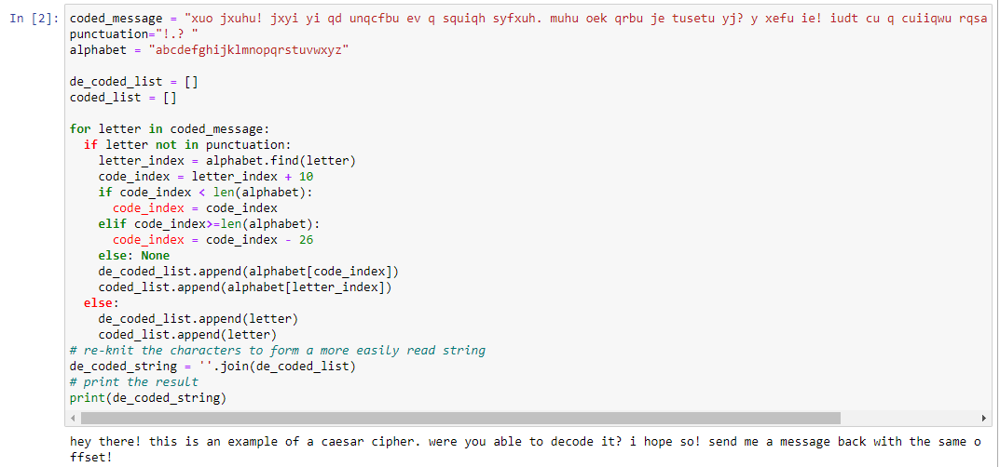 In [2]: coded_message = "xuo jxuhu! jxyi yi qd unqcfbu ev q squiqh syfxuh. muhu oek qrbu je tusetu yj? y xefu ie! iudt cu q cuiiqwu rqsa
punctuation="!.? "
alphabet = "abcdefghijklmnopqrstuvwxyz"

de_coded_list = []
coded_list = []

for letter in coded_message:
  if letter not in punctuation:
    letter_index = alphabet.find(letter)
    code_index = letter_index + 10
    if code_index < len(alphabet):
      code_index = code_index
    elif code_index>=len(alphabet):
      code_index = code_index - 26
    else: None
    de_coded_list.append(alphabet[code_index])
    coded_list.append(alphabet[letter_index])
  else:
    de_coded_list.append(letter)
    coded_list.append(letter)
# re-knit the characters to form a more easily read string
de_coded_string = ''.join(de_coded_list)
# print the result
print(de_coded_string)
hey there! this is an example of a caesar cipher. were you able to decode it? i hope so! send me a message back with the same o
ffset!